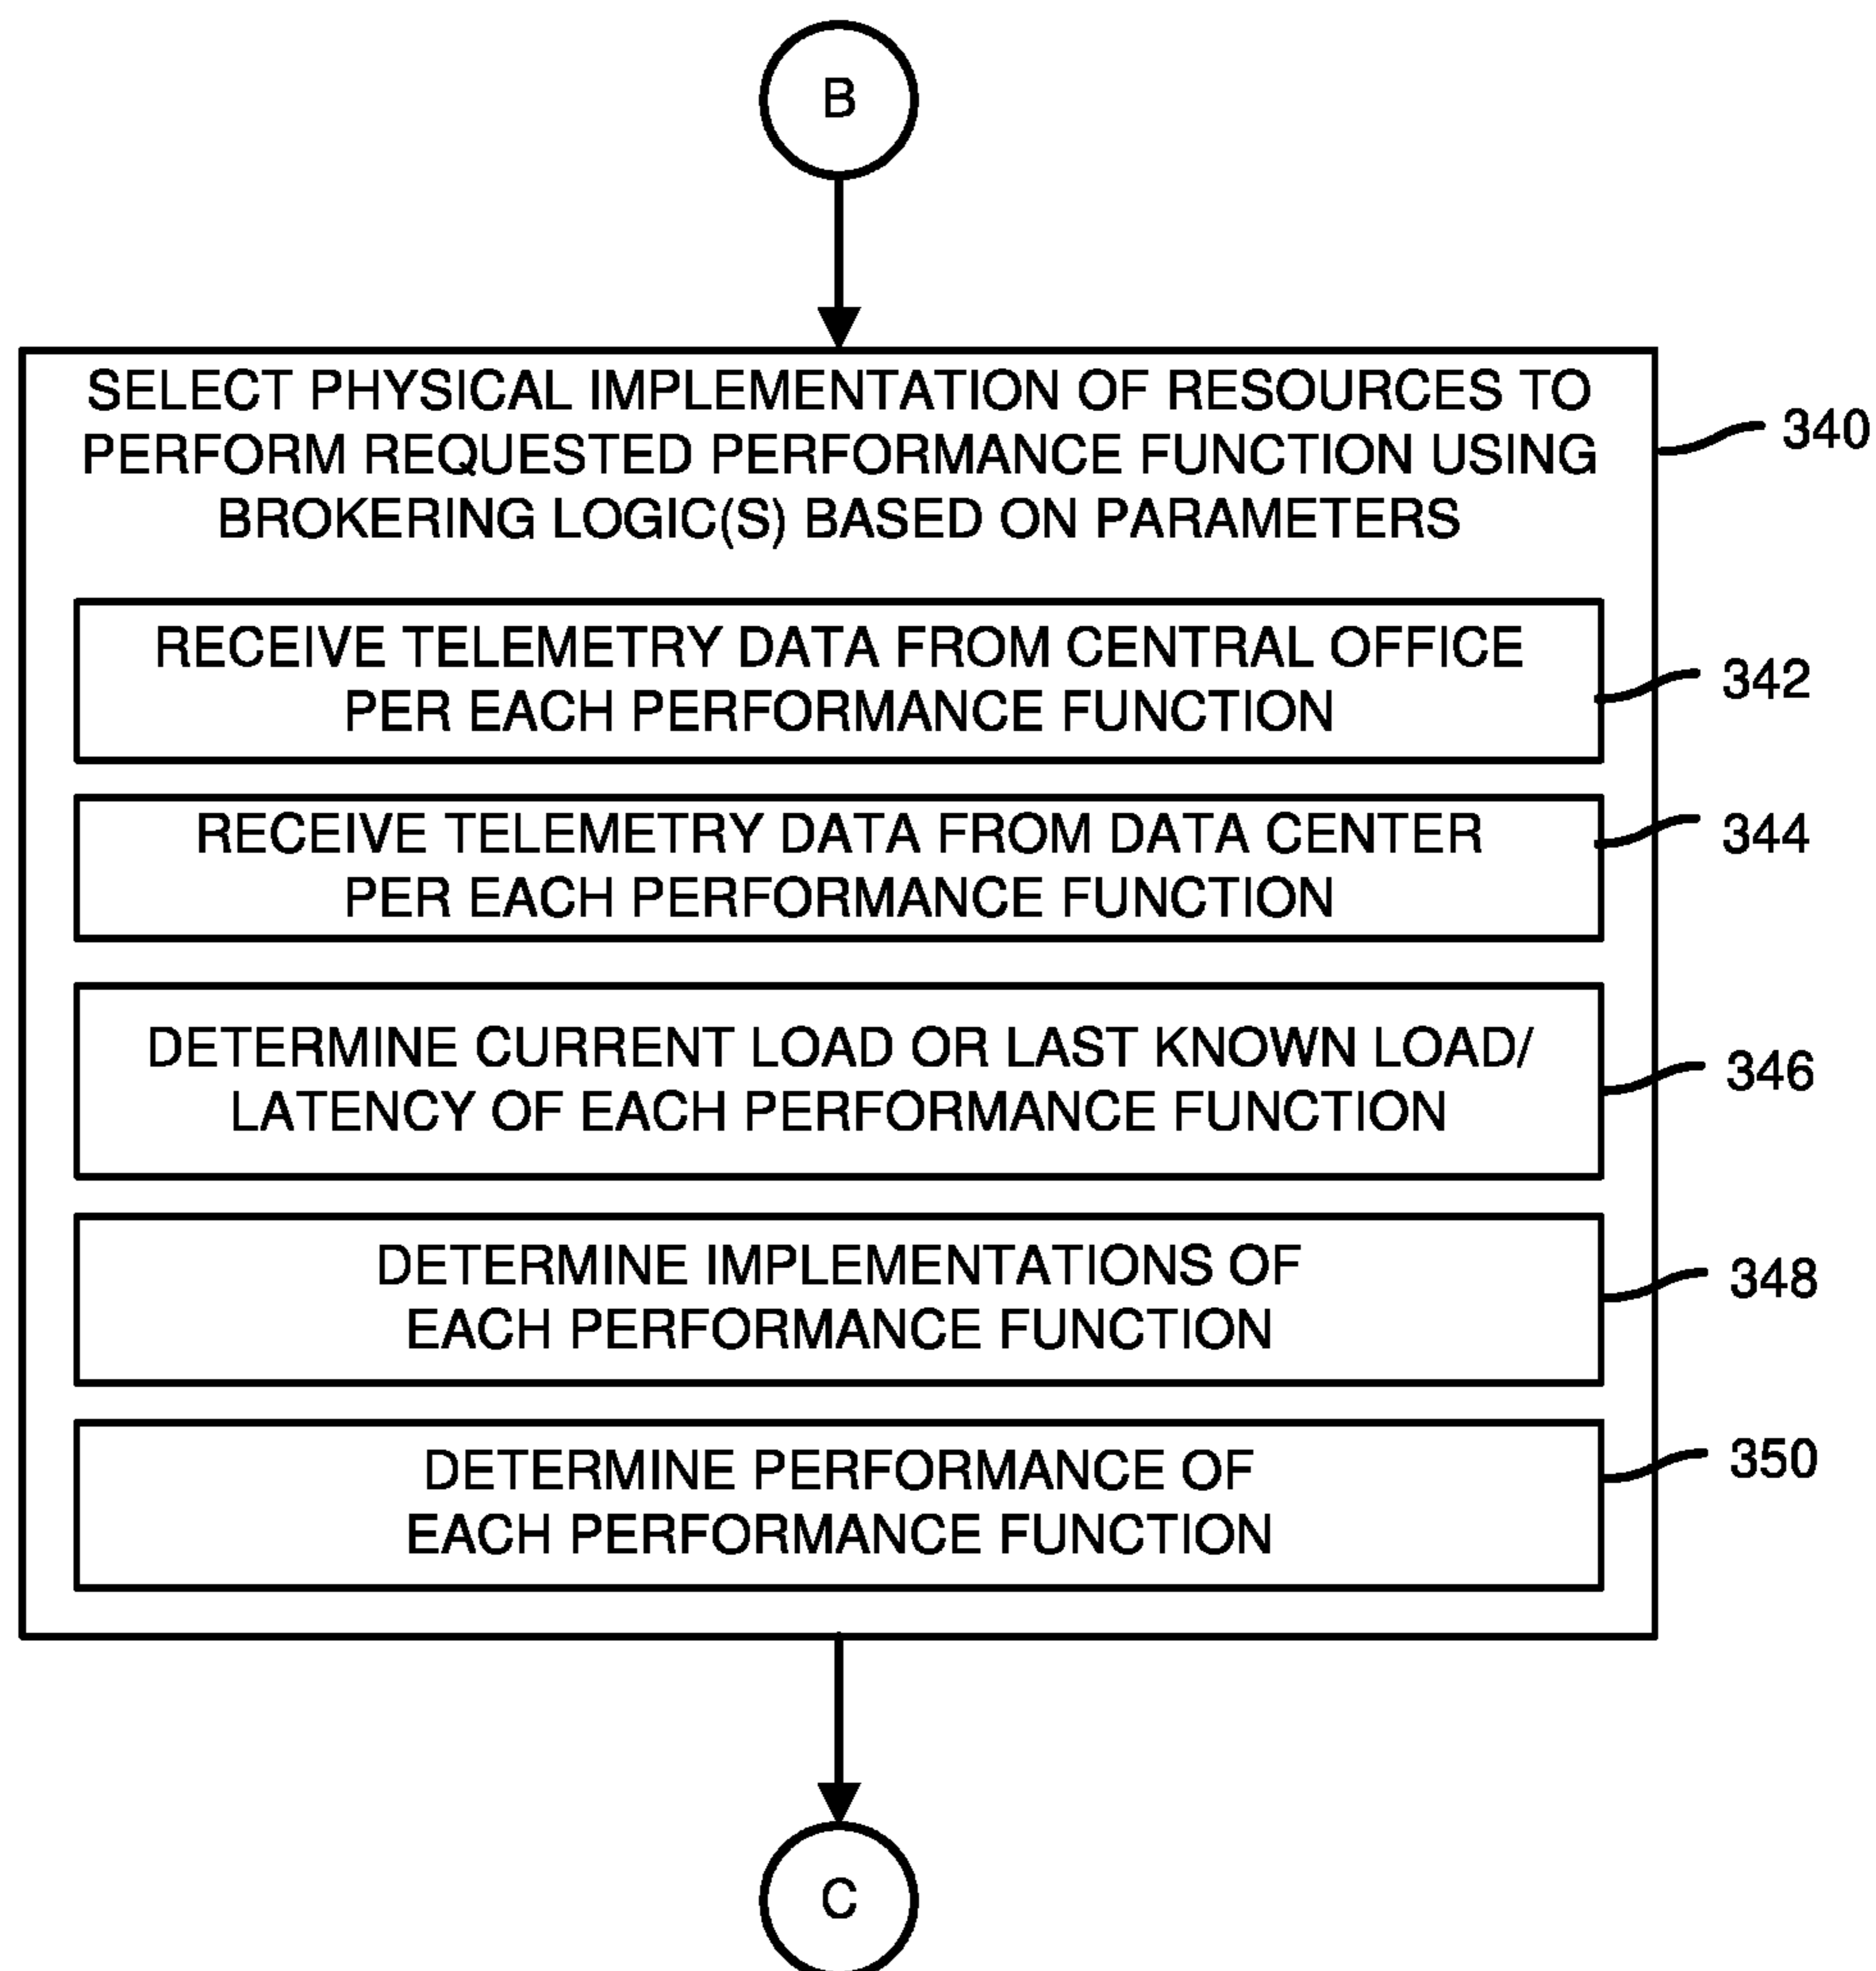 B
SELECT PHYSICAL IMPLEMENTATION OF RESOURCES TO
PERFORM REQUESTED PERFORMANCE FUNCTION USING
BROKERING LOGIC(S) BASED ON PARAMETERS
340
RECEIVE TELEMETRY DATA FROM CENTRAL OFFICE
PER EACH PERFORMANCE FUNCTION
342
RECEIVE TELEMETRY DATA FROM DATA CENTER
PER EACH PERFORMANCE FUNCTION
344
DETERMINE CURRENT LOAD OR LAST KNOWN LOAD/
LATENCY OF EACH PERFORMANCE FUNCTION
346
DETERMINE IMPLEMENTATIONS OF
EACH PERFORMANCE FUNCTION
348
DETERMINE PERFORMANCE OF
EACH PERFORMANCE FUNCTION
350
C